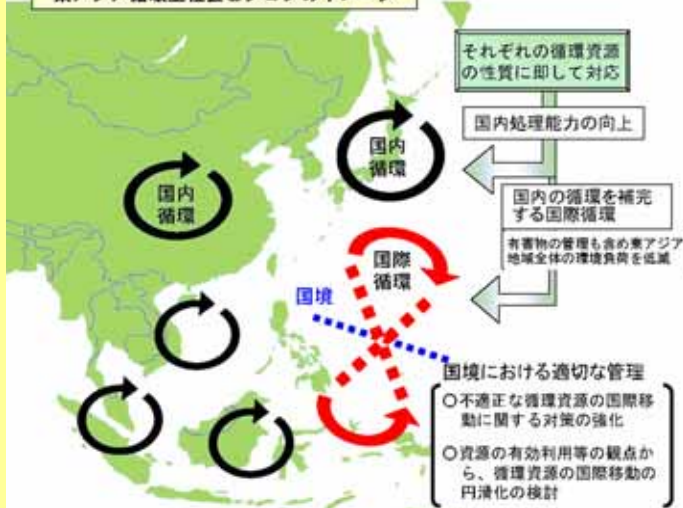 それぞれの循環資源
の性質に即して対応
国内処理能力の向上
国内
循環
国内
循環
国内の循環を補完
する国際循環
有害物の管理も含め東アジア
地域全体の環境負荷を低減
国際
循環
国境
国境における適切な管理
○不適正な循環資源の国際移
動に関する対策の強化
○資源の有効利用等の観点か
ら、循環資源の国際移動の
円滑化の検討